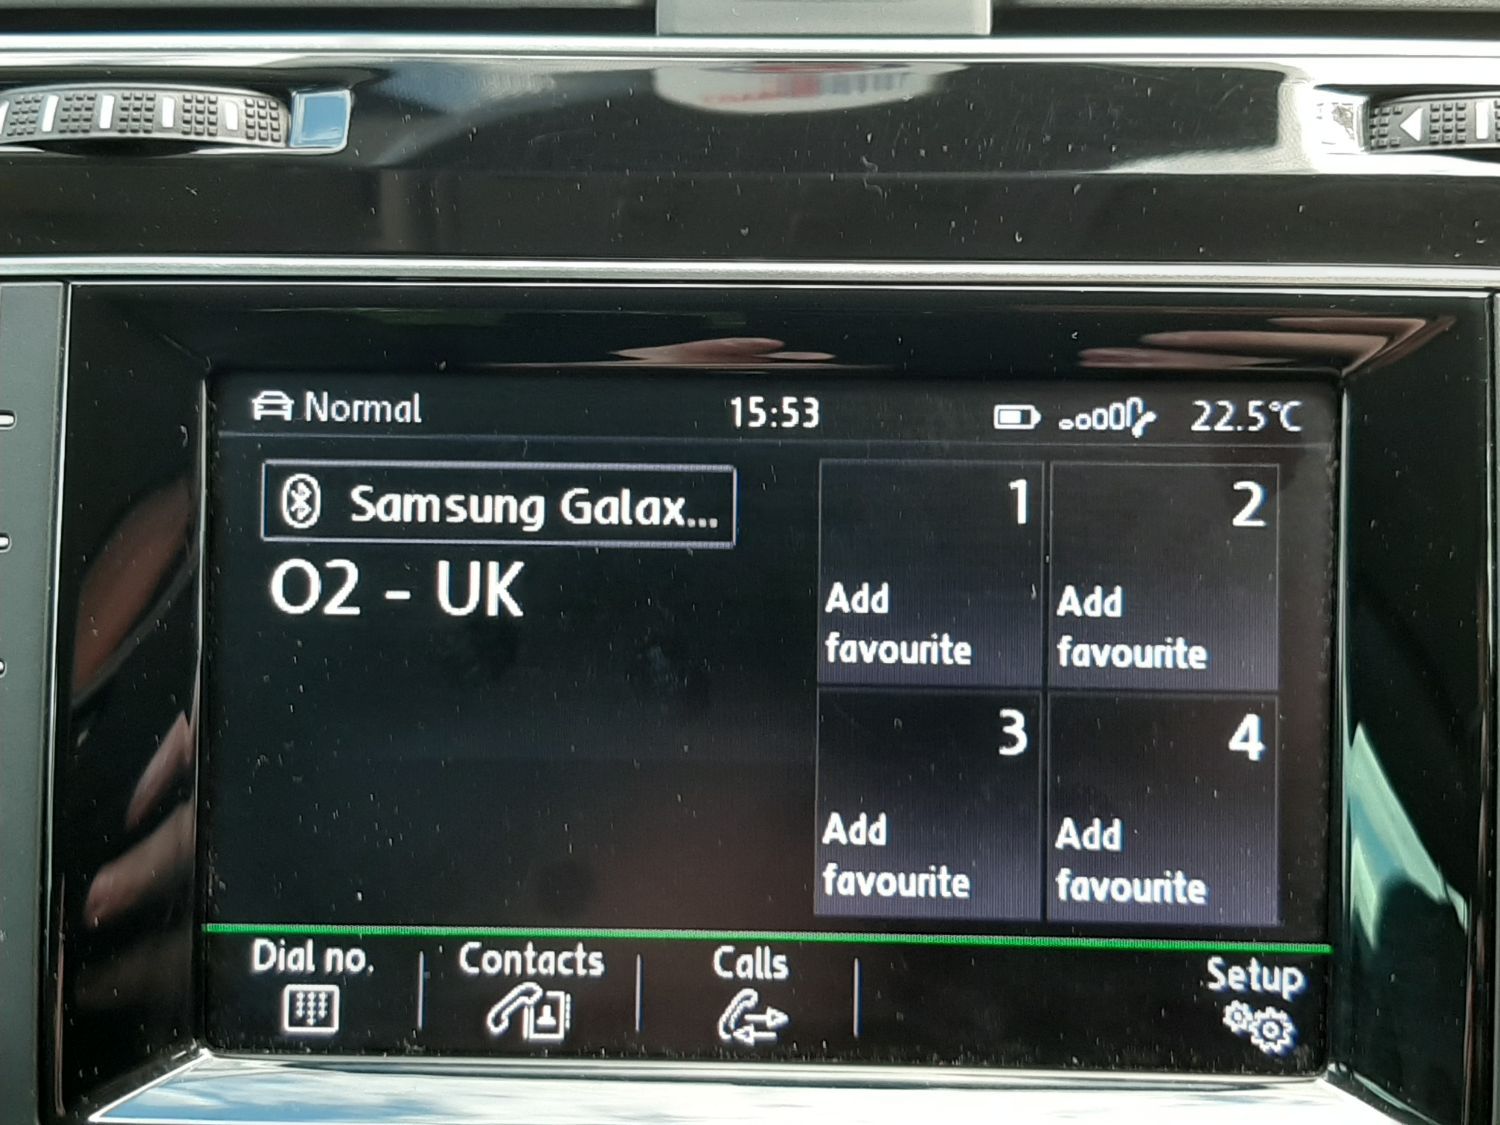 Normal 15:53 22.5°C
Samsung Galax...
O2 - UK
1
Add
favourite
2
Add
favourite
3
Add
favourite
4
Add
favourite
Dial no.
Contacts
Calls
Setup